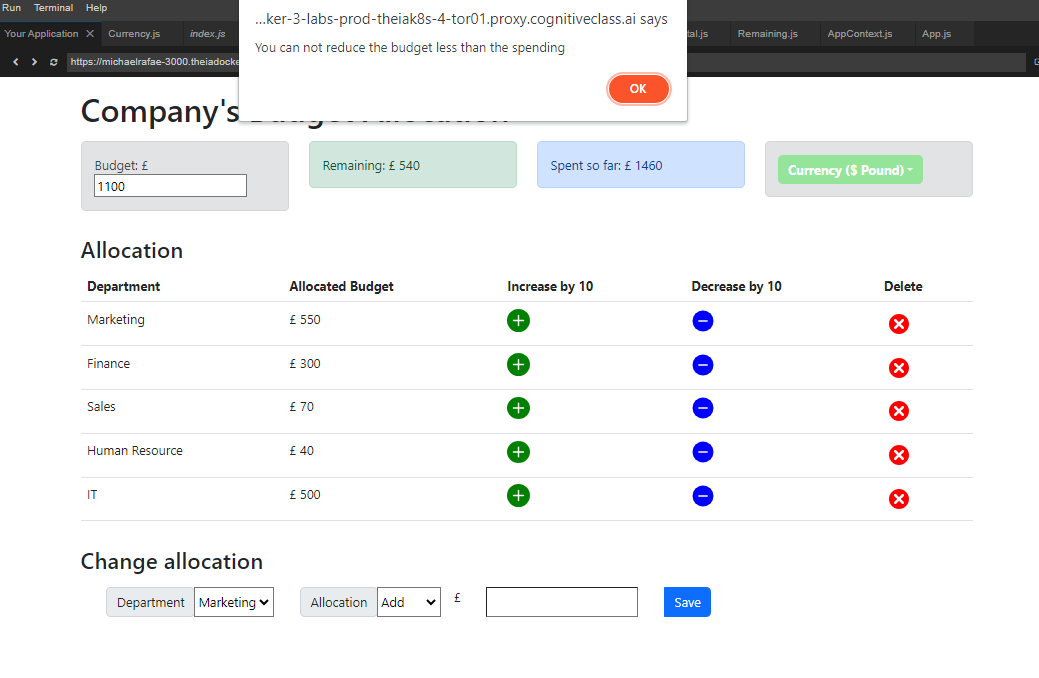 Run Terminal Help
Your Application Currency.js index.js tal.js Remaining.js AppContext.js App.js
https://michaelrafae-3000.theiadocke
...ker-3-labs-prod-theiak8s-4-tor01.proxy.cognitiveclass.ai says
You can not reduce the budget less than the spending
OK
Company's
Budget: £
1100
Remaining: £ 540
Spent so far: £ 1460
Currency ($ Pound)
Allocation
Department Allocated Budget Increase by 10 Decrease by 10 Delete
Marketing £ 550
Finance £ 300
Sales £ 70
Human Resource £ 40
IT £ 500
Change allocation
Department Marketing Allocation Add £ Save